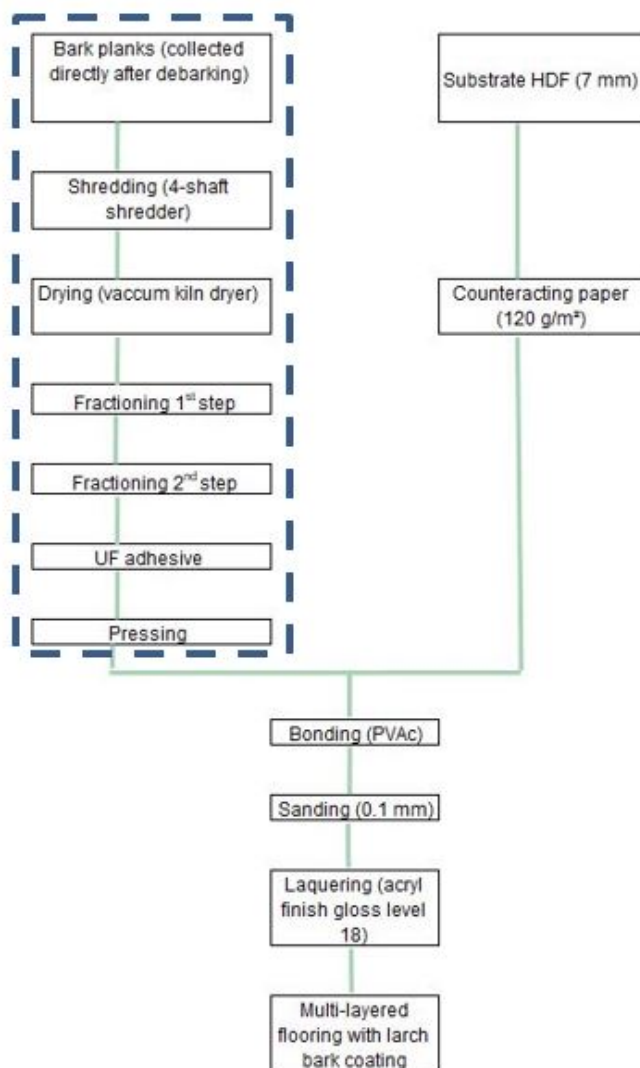 Bark planks (collected
directly after debarking)
Shredding (4-shaft
shredder)
Drying (vaccum kiln dryer)
Fractioning 1st step
Fractioning 2nd step
UF adhesive
Pressing
Substrate HDF (7 mm)
Counteracting paper
(120 g/m²)
Bonding (PVAc)
Sanding (0.1 mm)
Laquering (acryl
finish gloss level
18)
Multi-layered
flooring with larch
bark coating